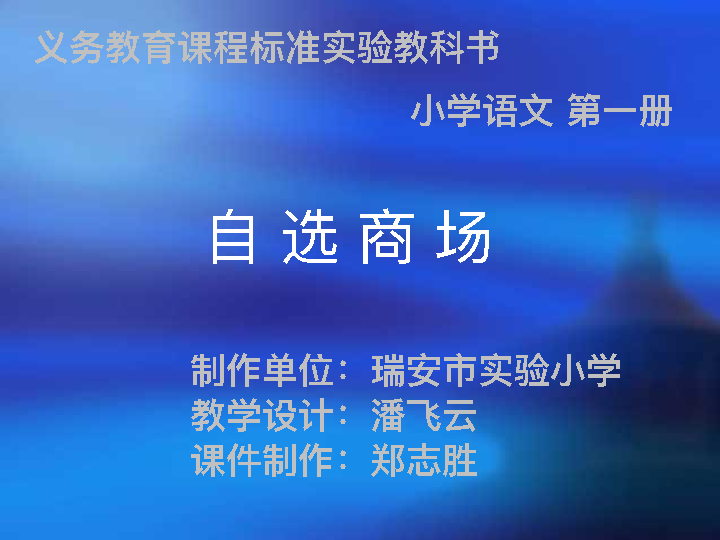 义务教育课程标准实验教科书
小学语文 第一册
自选商场
制作单位：瑞安市实验小学
教学设计：潘飞云
课件制作：郑志胜